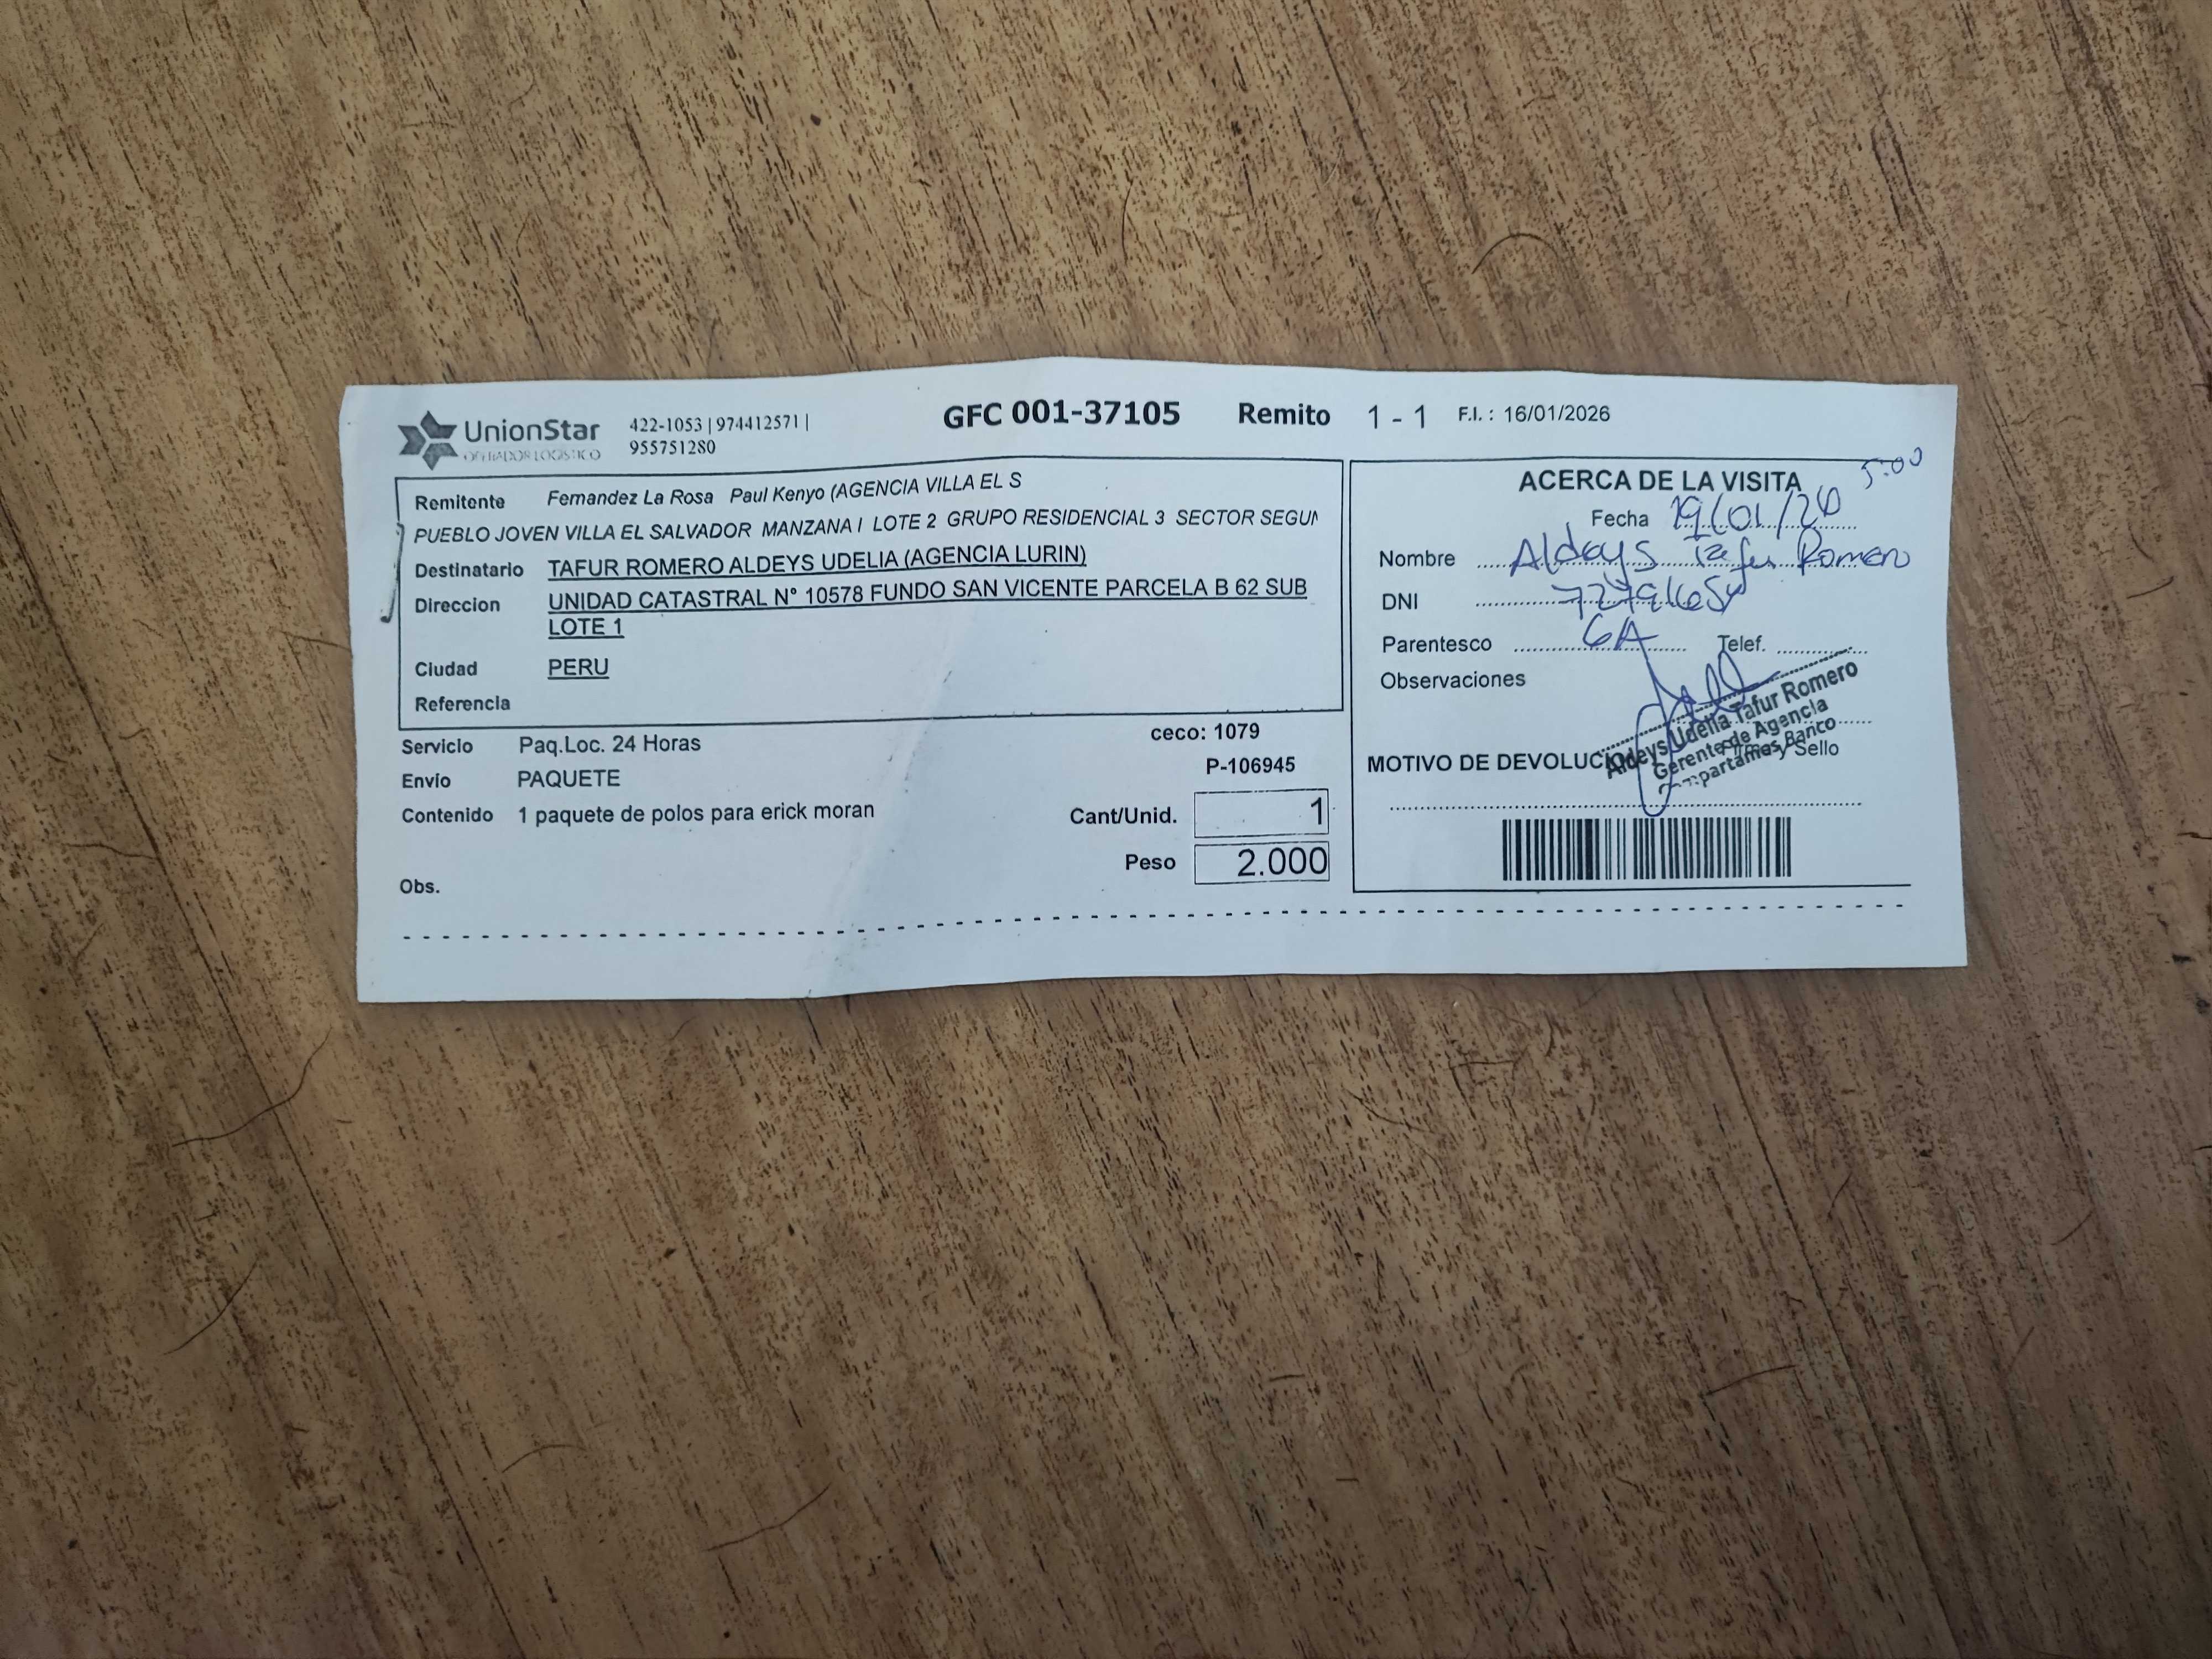 UnionStar
OPERADOR LOGISTICO
422-1053 | 974412571 |
955751280
GFC 001-37105 Remito 1 - 1 F.I. : 16/01/2026
Remitente Fernandez La Rosa Paul Kenyo (AGENCIA VILLA EL S
PUEBLO JOVEN VILLA EL SALVADOR MANZANA I LOTE 2 GRUPO RESIDENCIAL 3 SECTOR SEGUN
Destinatario TAFUR ROMERO ALDEYS UDELIA (AGENCIA LURIN)
Direccion UNIDAD CATASTRAL N° 10578 FUNDO SAN VICENTE PARCELA B 62 SUB
LOTE 1
Ciudad PERU
Referencia
Servicio Paq.Loc. 24 Horas
ceco: 1079
Envio PAQUETE
P-106945
Contenido 1 paquete de polos para erick moran
Cant/Unid. 1
Peso 2.000
Obs.
ACERCA DE LA VISITA
5:00
Fecha 19/01/26
Nombre Aldeys Tafur Romero
DNI
Parentesco GA Telef.
Observaciones
Aldeys Udelia Tafur Romero
Gerente de Agencia
Compartamos Banco
Firma y Sello
MOTIVO DE DEVOLUCION